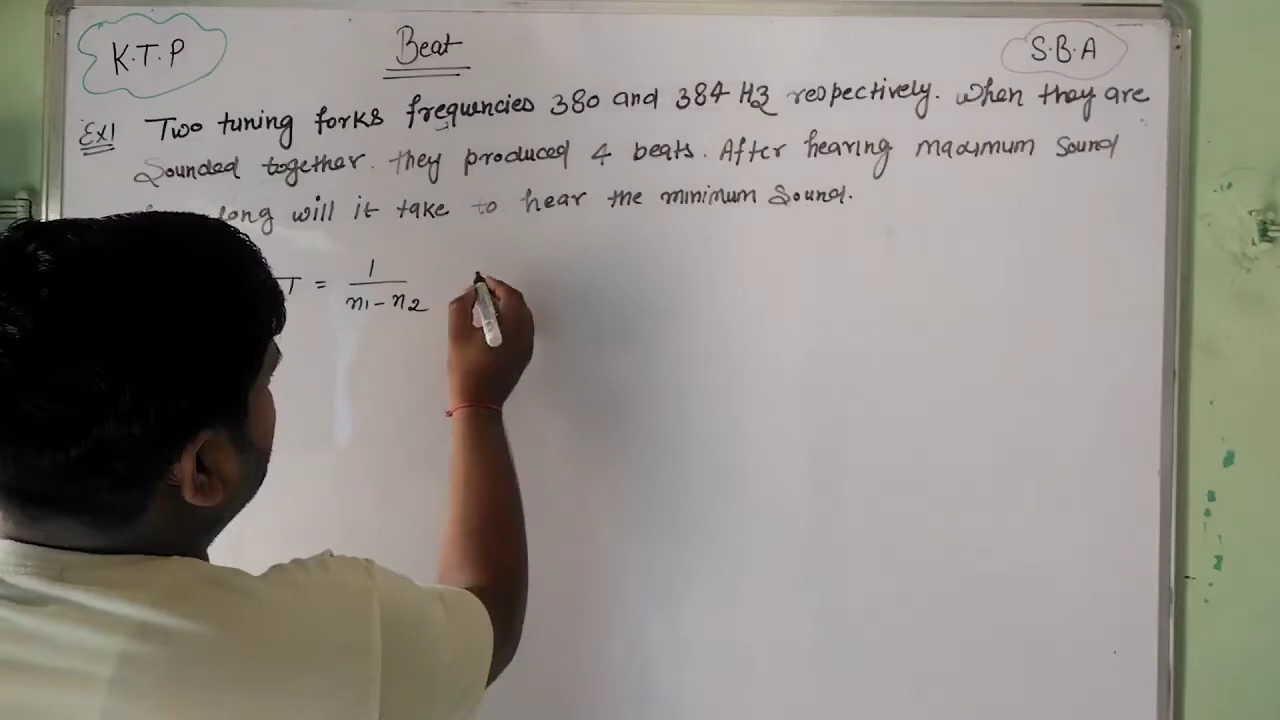 K.T.P
Beat
S.B.A
Ex1 Two tuning forks frequncies 380 and 384 Hz respectively. When they are
Sounded together. they produced 4 beats. After hearing maximum sound
long will it take to hear the minimum sound.
T = 1 / n1 - n2